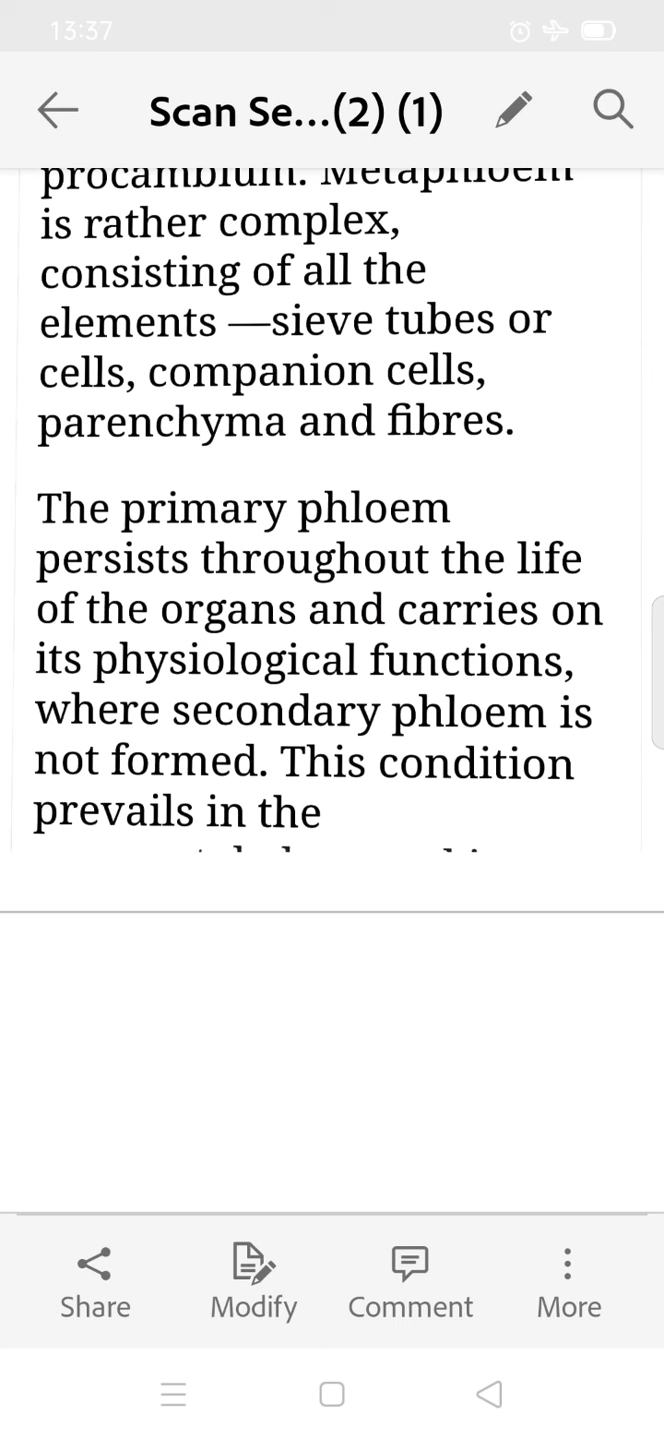 13:37
Scan Se...(2) (1)
procambium. Metaphloem
is rather complex,
consisting of all the
elements —sieve tubes or
cells, companion cells,
parenchyma and fibres.
The primary phloem
persists throughout the life
of the organs and carries on
its physiological functions,
where secondary phloem is
not formed. This condition
prevails in the
Share
Modify
Comment
More